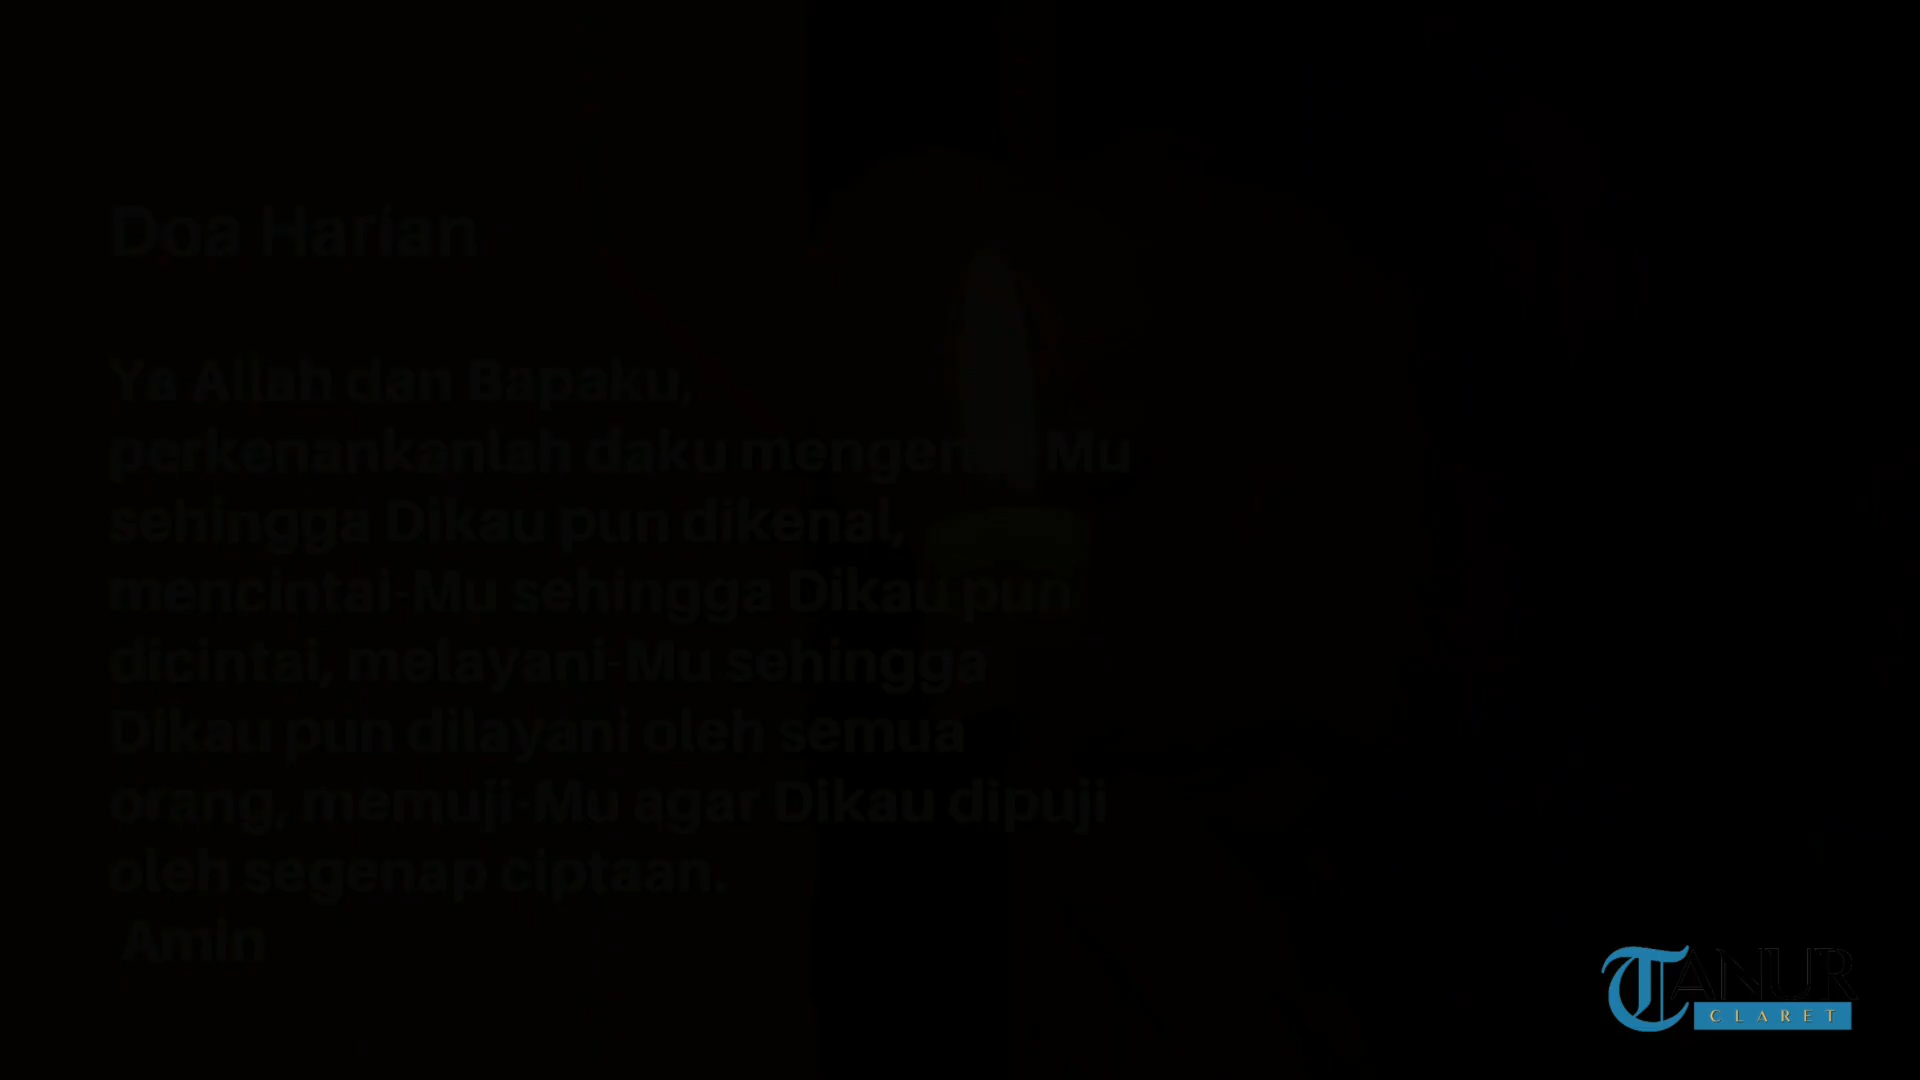 Doa Harian
Ya Allah dan Bapaku,
perkenankanlah daku mengenal-Mu
sehingga Dikau pun dikenal,
mencintai-Mu sehingga Dikau pun
dicintai, melayani-Mu sehingga
Dikau pun dilayani oleh semua
orang, memuji-Mu agar Dikau dipuji
oleh segenap ciptaan.
Amin
TANUR
CLARET